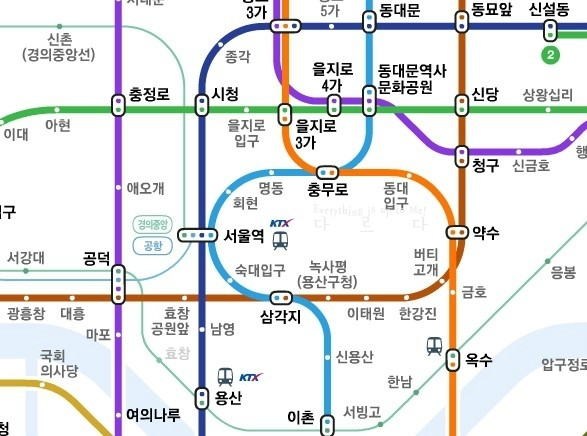 3가
동대문
5가
동묘앞
신설동
신촌
(경의중앙선)
종각
2
을지로
4가
동대문역사
문화공원
충정로
시청
신당
상왕십리
이대
아현
을지로
입구
을지로
3가
청구
신금호
행
애오개
명동
회현
충무로
동대
입구
KTX
경의중앙
공항
서울역
약수
서강대
공덕
숙대입구
녹사평
(용산구청)
버티
고개
응봉
금호
광흥창
대흥
효창
공원앞
남영
삼각지
이태원
한강진
마포
효창
국회
의사당
신용산
옥수
압구정로
한남
KTX
용산
여의나루
이촌
서빙고
청